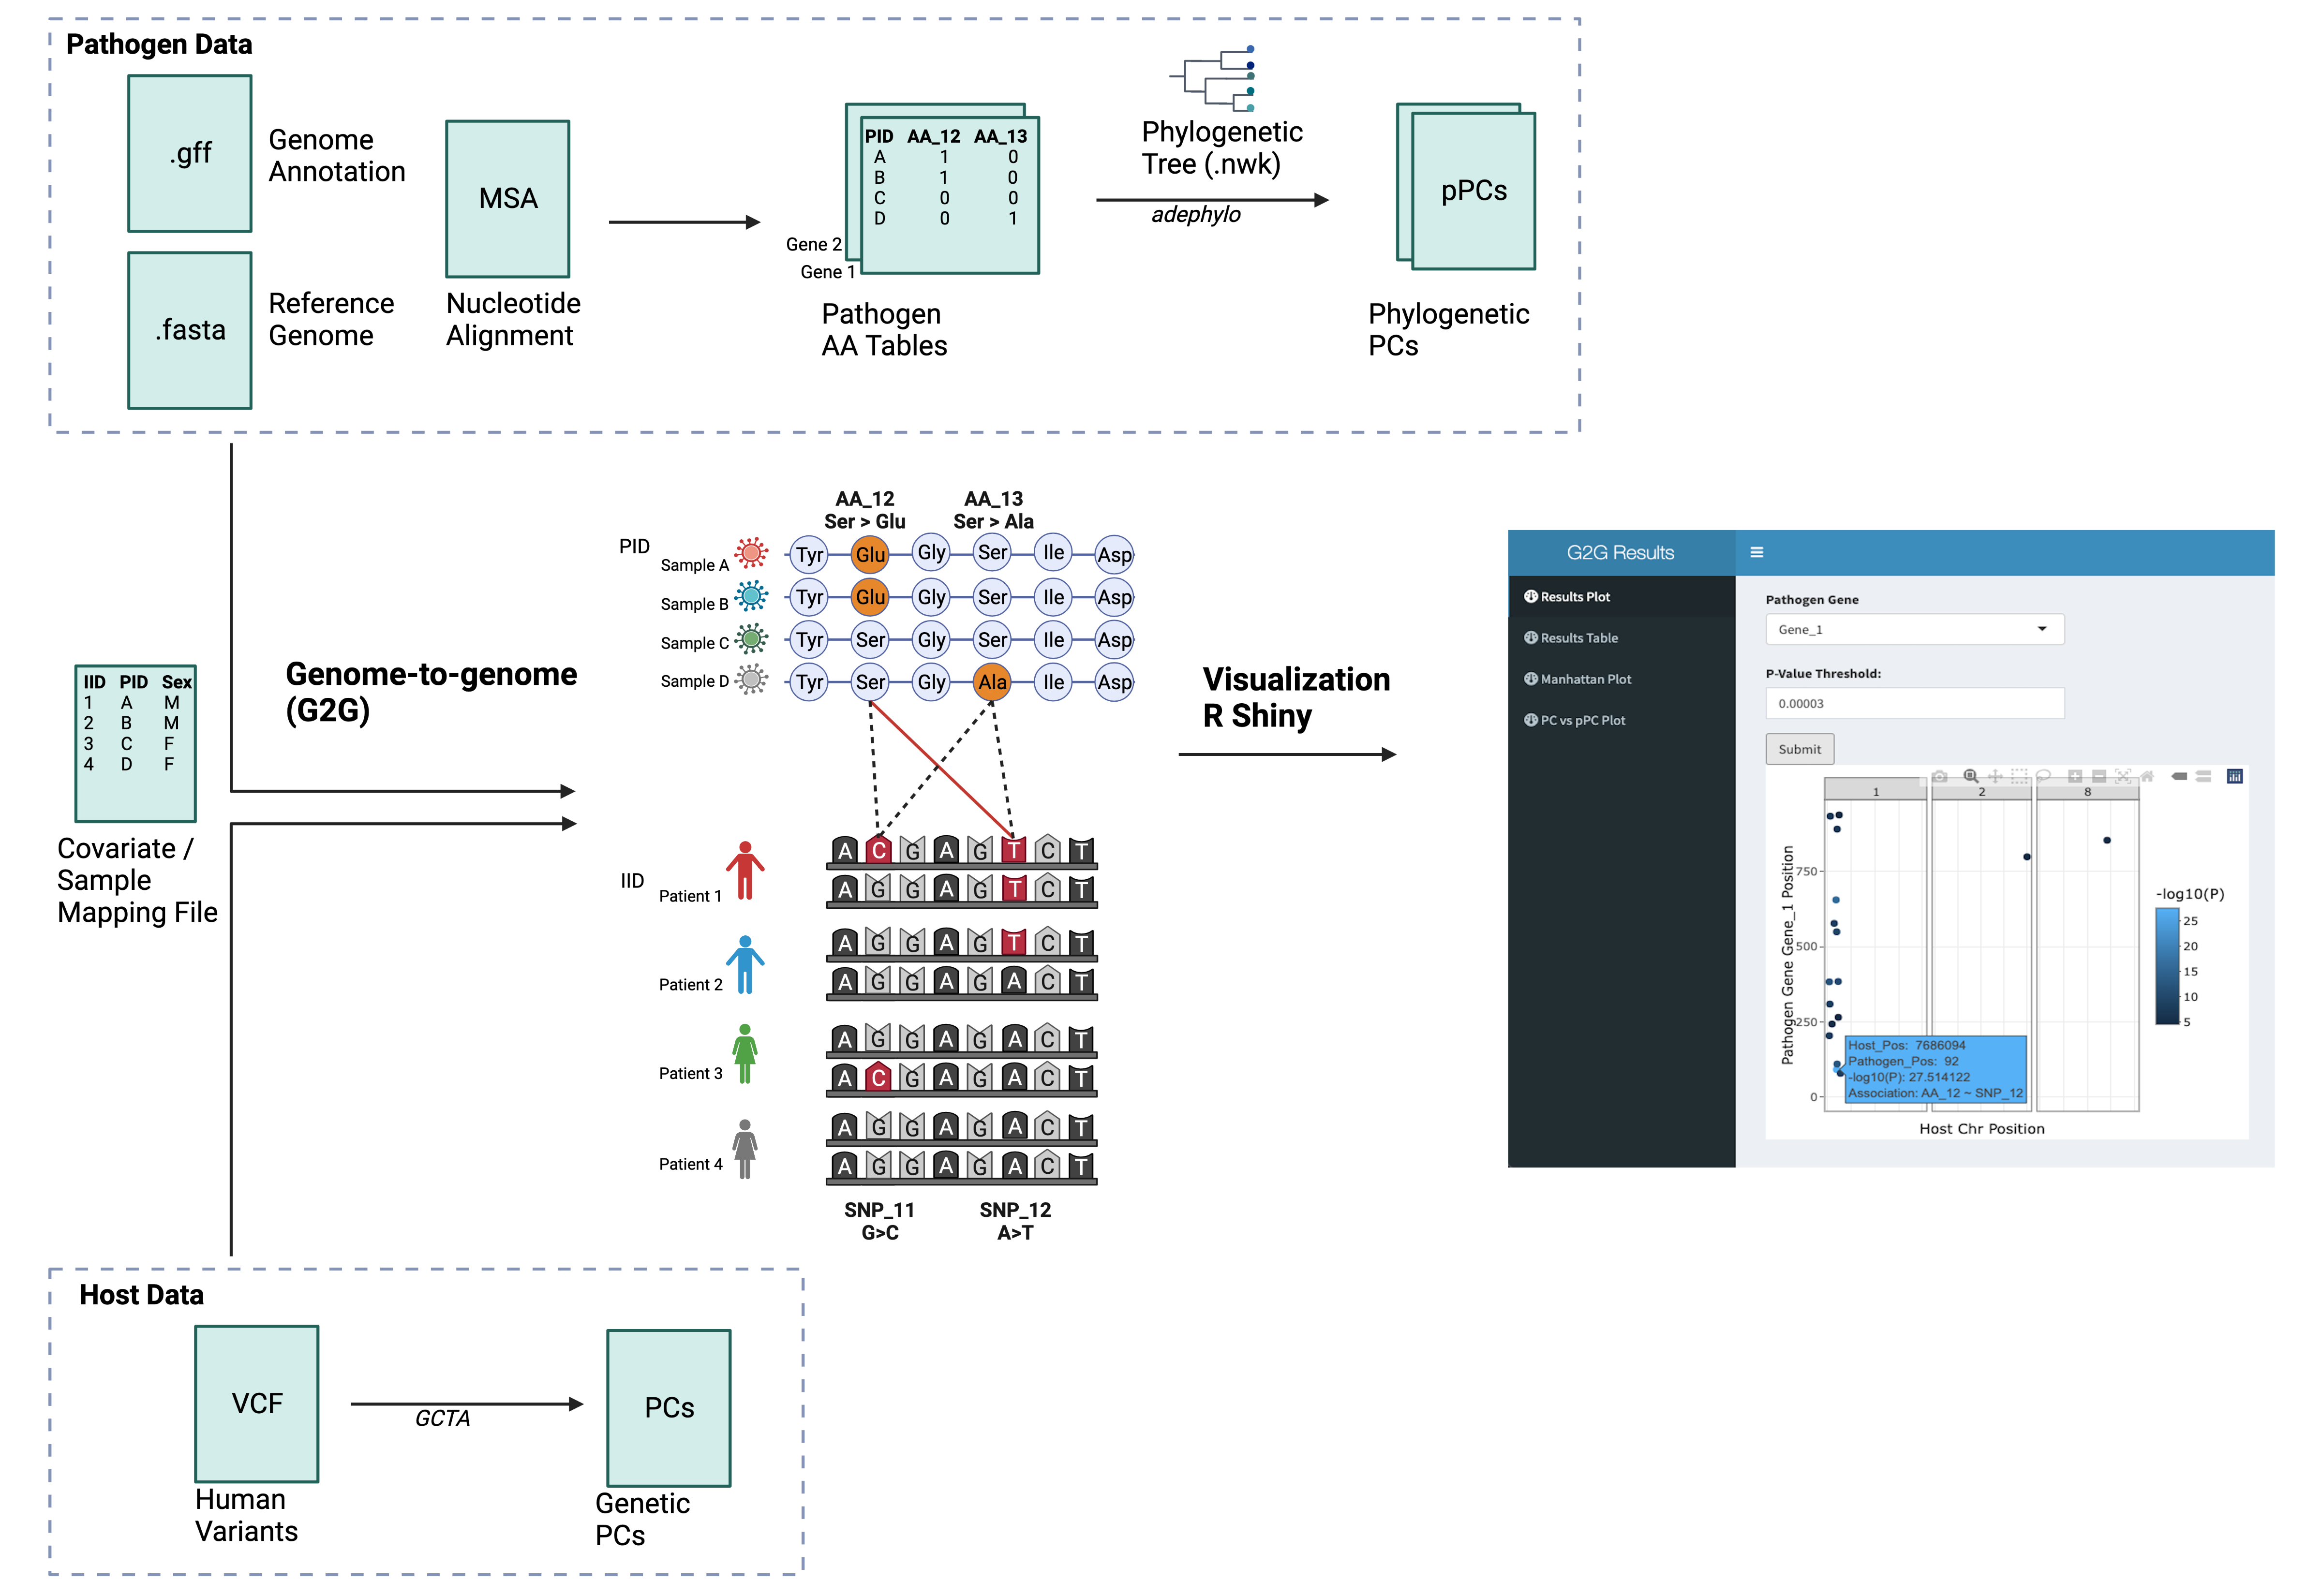 Pathogen Data
.gff
Genome
Annotation
.fasta
Reference
Genome
MSA
Nucleotide
Alignment
PID AA_12 AA_13
A 1 0
B 1 0
C 0 0
D 0 1
Gene 2
Gene 1
Pathogen
AA Tables
Phylogenetic
Tree (.nwk)
adephylo
pPCs
Phylogenetic
PCs
IID PID Sex
1 A M
2 B M
3 C F
4 D F
Covariate /
Sample
Mapping File
Genome-to-genome
(G2G)
AA_12 AA_13
Ser > Glu Ser > Ala
PID
Sample A Tyr Glu Gly Ser Ile Asp
Sample B Tyr Glu Gly Ser Ile Asp
Sample C Tyr Ser Gly Ser Ile Asp
Sample D Tyr Ser Gly Ala Ile Asp
IID
Patient 1
A C G A G T C T
A G G A G T C T
Patient 2
A G G A G T C T
A G G A G A C T
Patient 3
A G G A G A C T
A C G A G A C T
Patient 4
A G G A G A C T
A G G A G A C T
SNP_11 SNP_12
G>C A>T
Visualization
R Shiny
G2G Results
Results Plot
Results Table
Manhattan Plot
PC vs pPC Plot
Pathogen Gene
Gene_1
P-Value Threshold:
0.00003
Submit
1 2 8
Pathogen Gene Gene_1 Position
750
500
250
0
Host_Pos: 7686094
Pathogen_Pos: 92
-log10(P): 27.514122
Association: AA_12 ~ SNP_12
Host Chr Position
-log10(P)
25
20
15
10
5
Host Data
VCF
Human
Variants
GCTA
PCs
Genetic
PCs